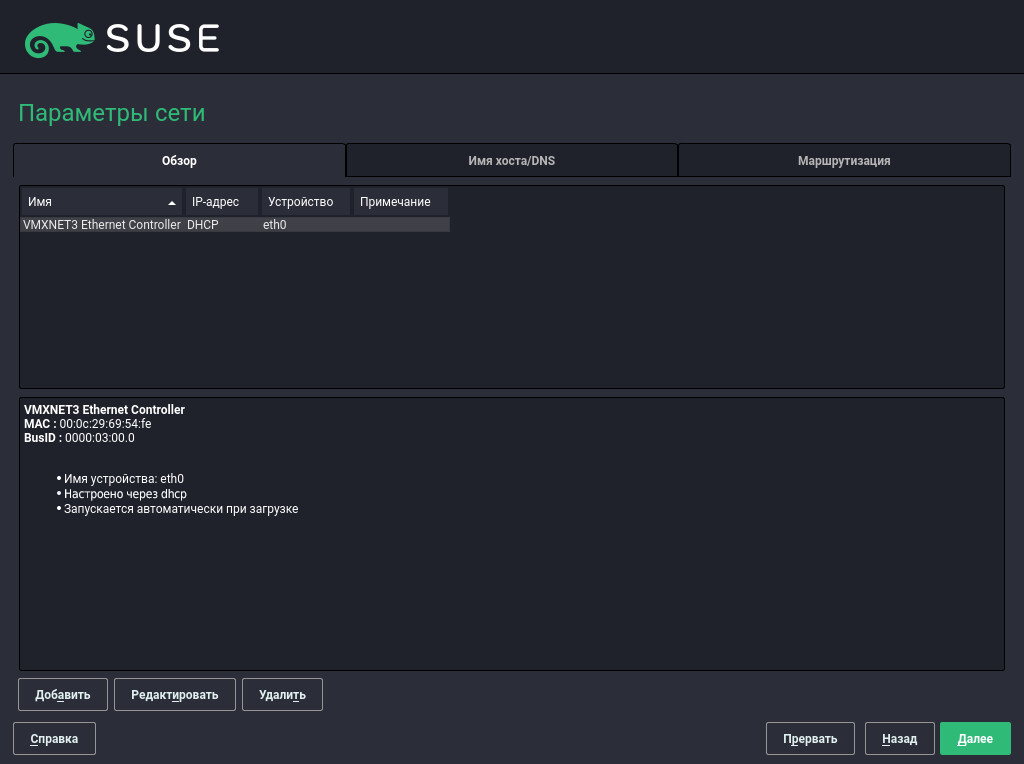 SUSE
Параметры сети
Обзор Имя хоста/DNS Маршрутизация
Имя IP-адрес Устройство Примечание
VMXNET3 Ethernet Controller DHCP eth0
VMXNET3 Ethernet Controller
MAC : 00:0c:29:69:54:fe
BusID : 0000:03:00.0
• Имя устройства: eth0
• Настроено через dhcp
• Запускается автоматически при загрузке
Добавить Редактировать Удалить
Справка Прервать Назад Далее